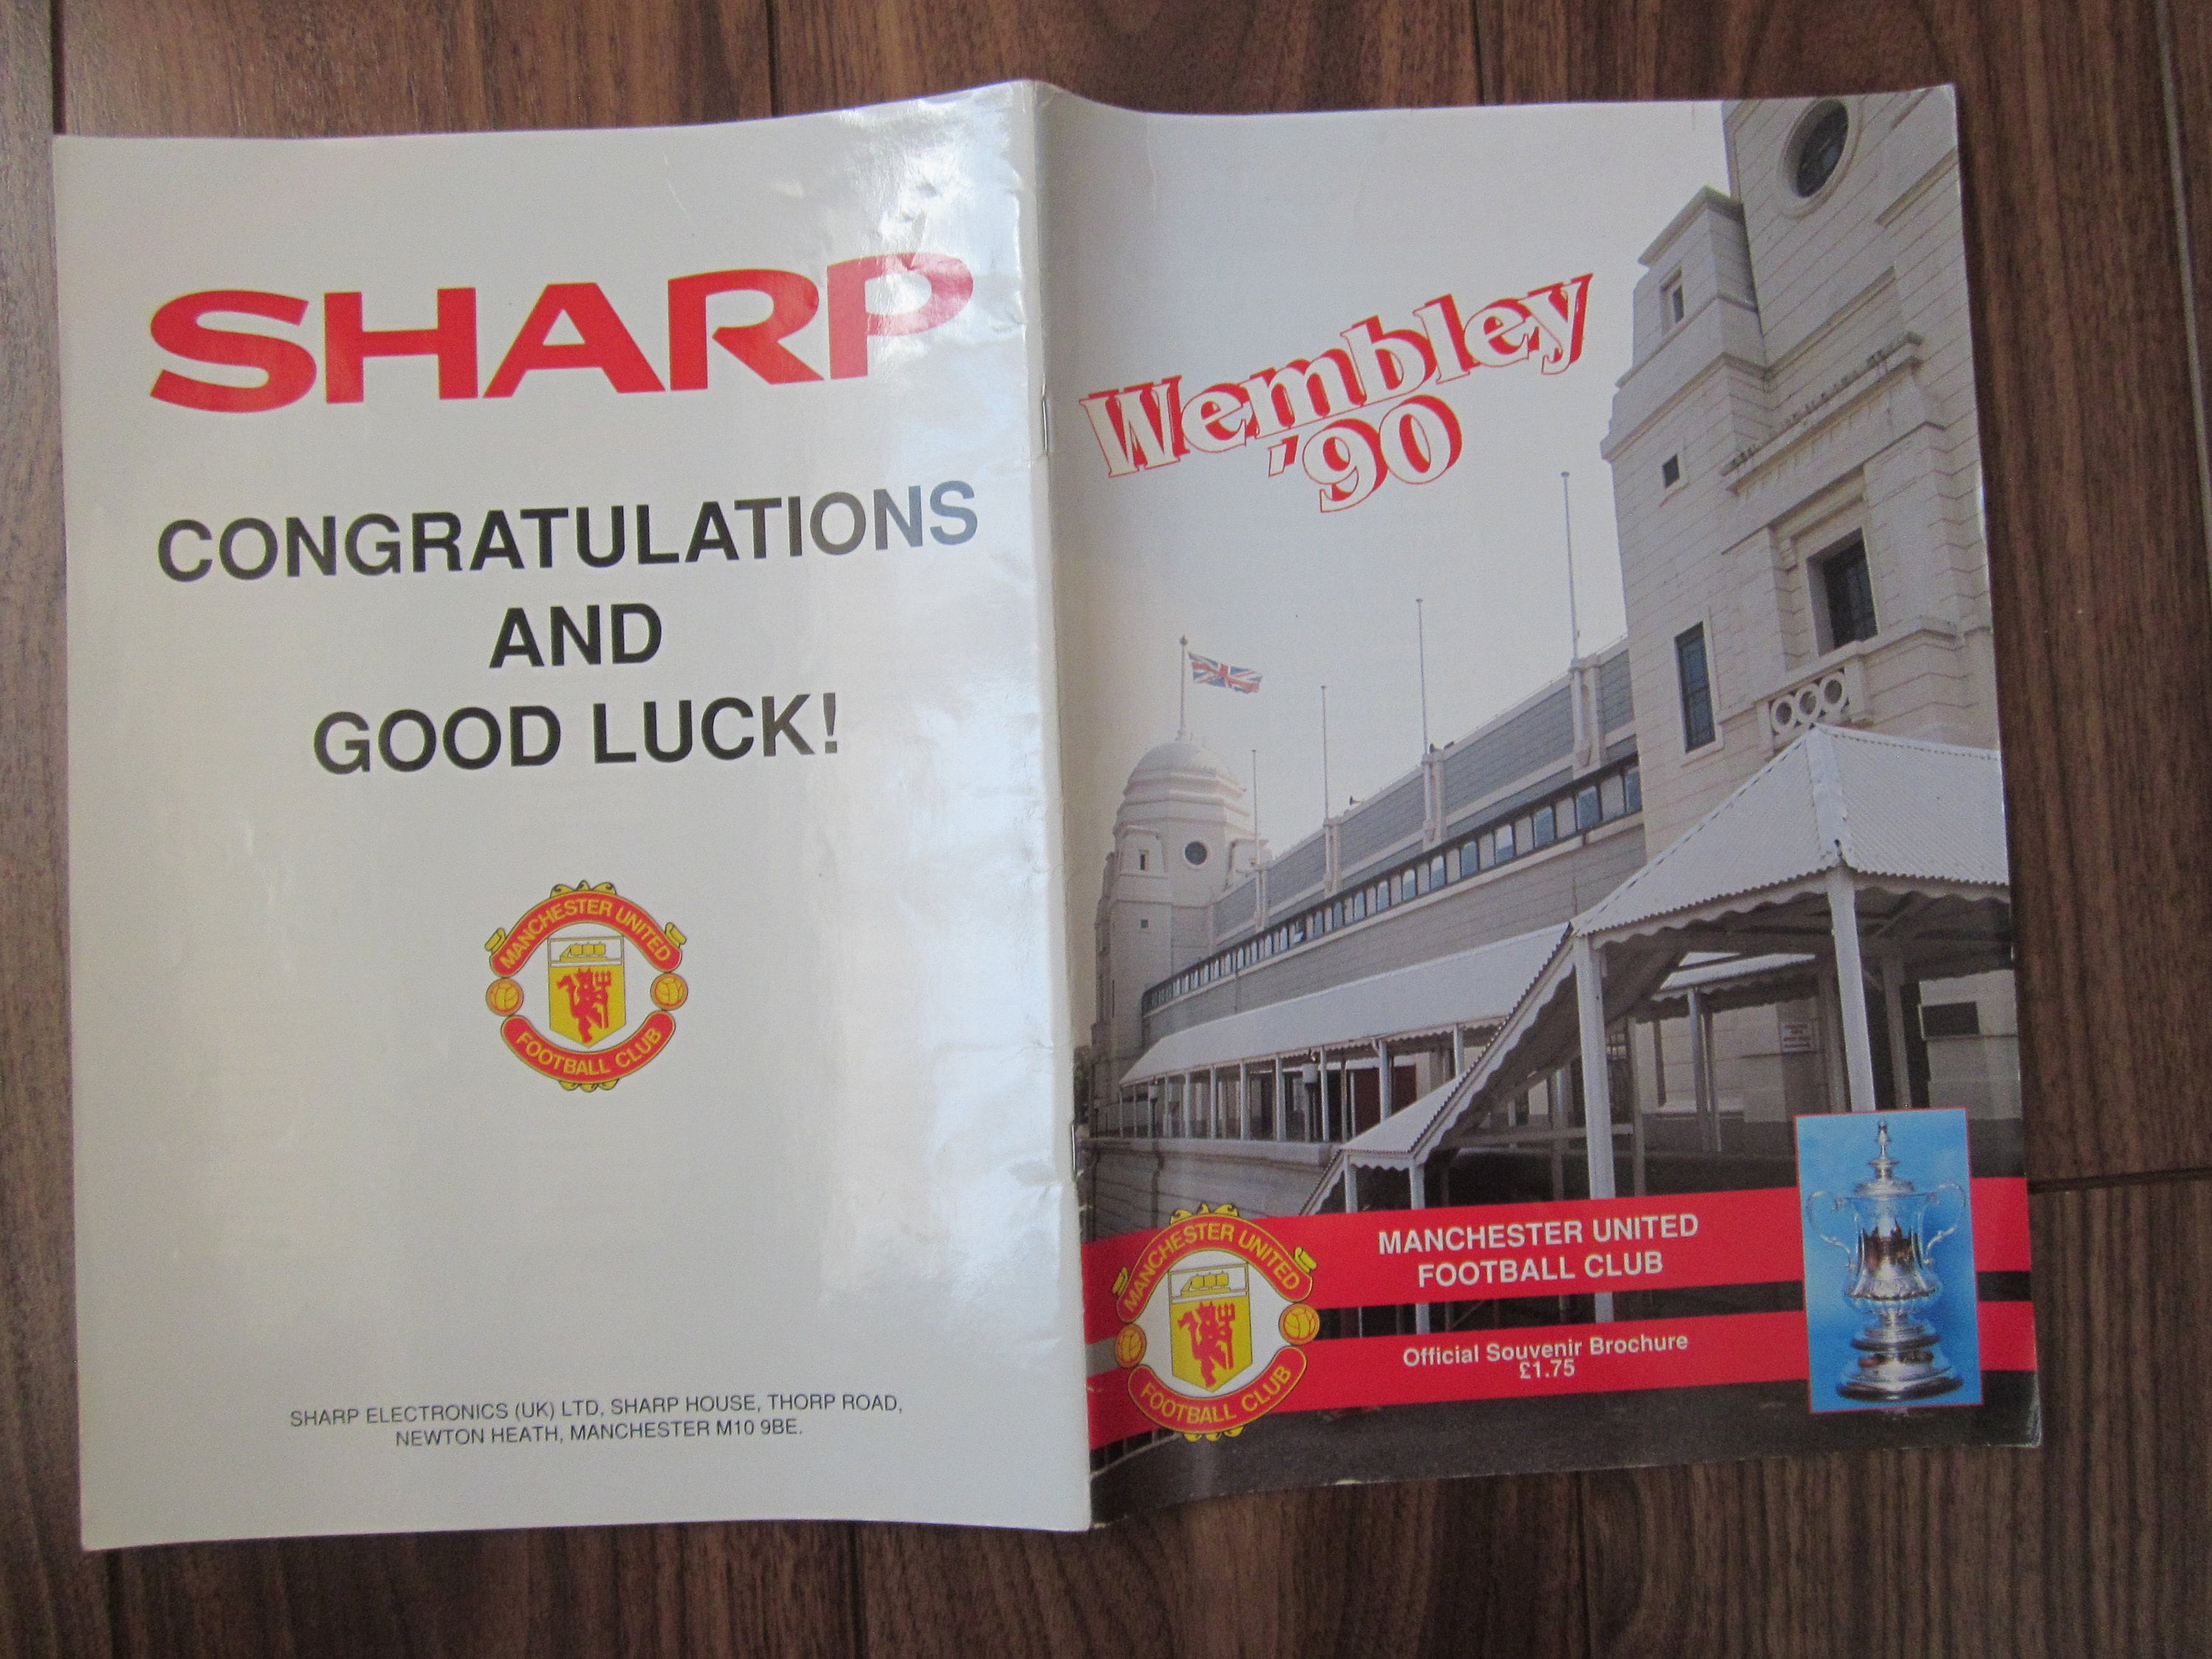 SHARP
CONGRATULATIONS
AND
GOOD LUCK!
MANCHESTER UNITED
FOOTBALL CLUB
SHARP ELECTRONICS (UK) LTD, SHARP HOUSE, THORP ROAD,
NEWTON HEATH, MANCHESTER M10 9BE.
Wembley
'90
MANCHESTER UNITED
FOOTBALL CLUB
MANCHESTER UNITED
FOOTBALL CLUB
Official Souvenir Brochure
£1.75